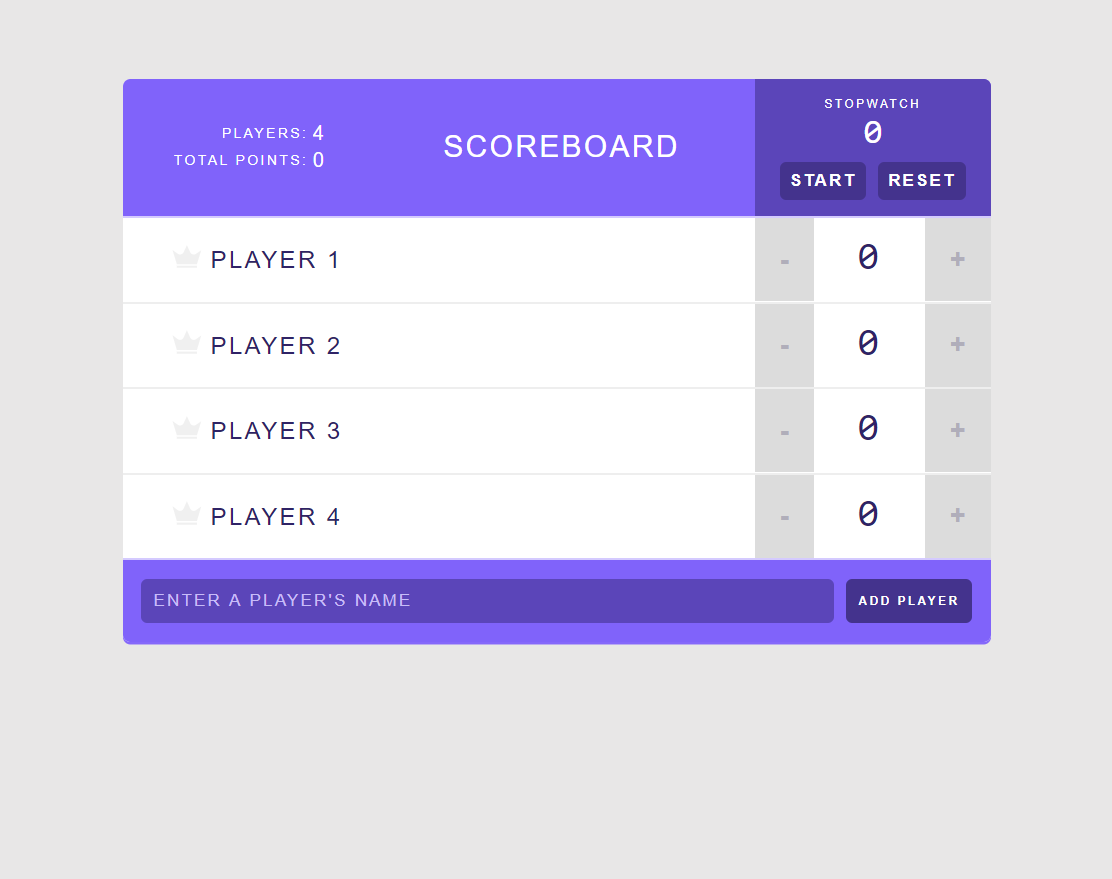 PLAYERS: 4
TOTAL POINTS: 0
SCOREBOARD
STOPWATCH
0
START RESET
PLAYER 1 - 0 +
PLAYER 2 - 0 +
PLAYER 3 - 0 +
PLAYER 4 - 0 +
ENTER A PLAYER'S NAME ADD PLAYER